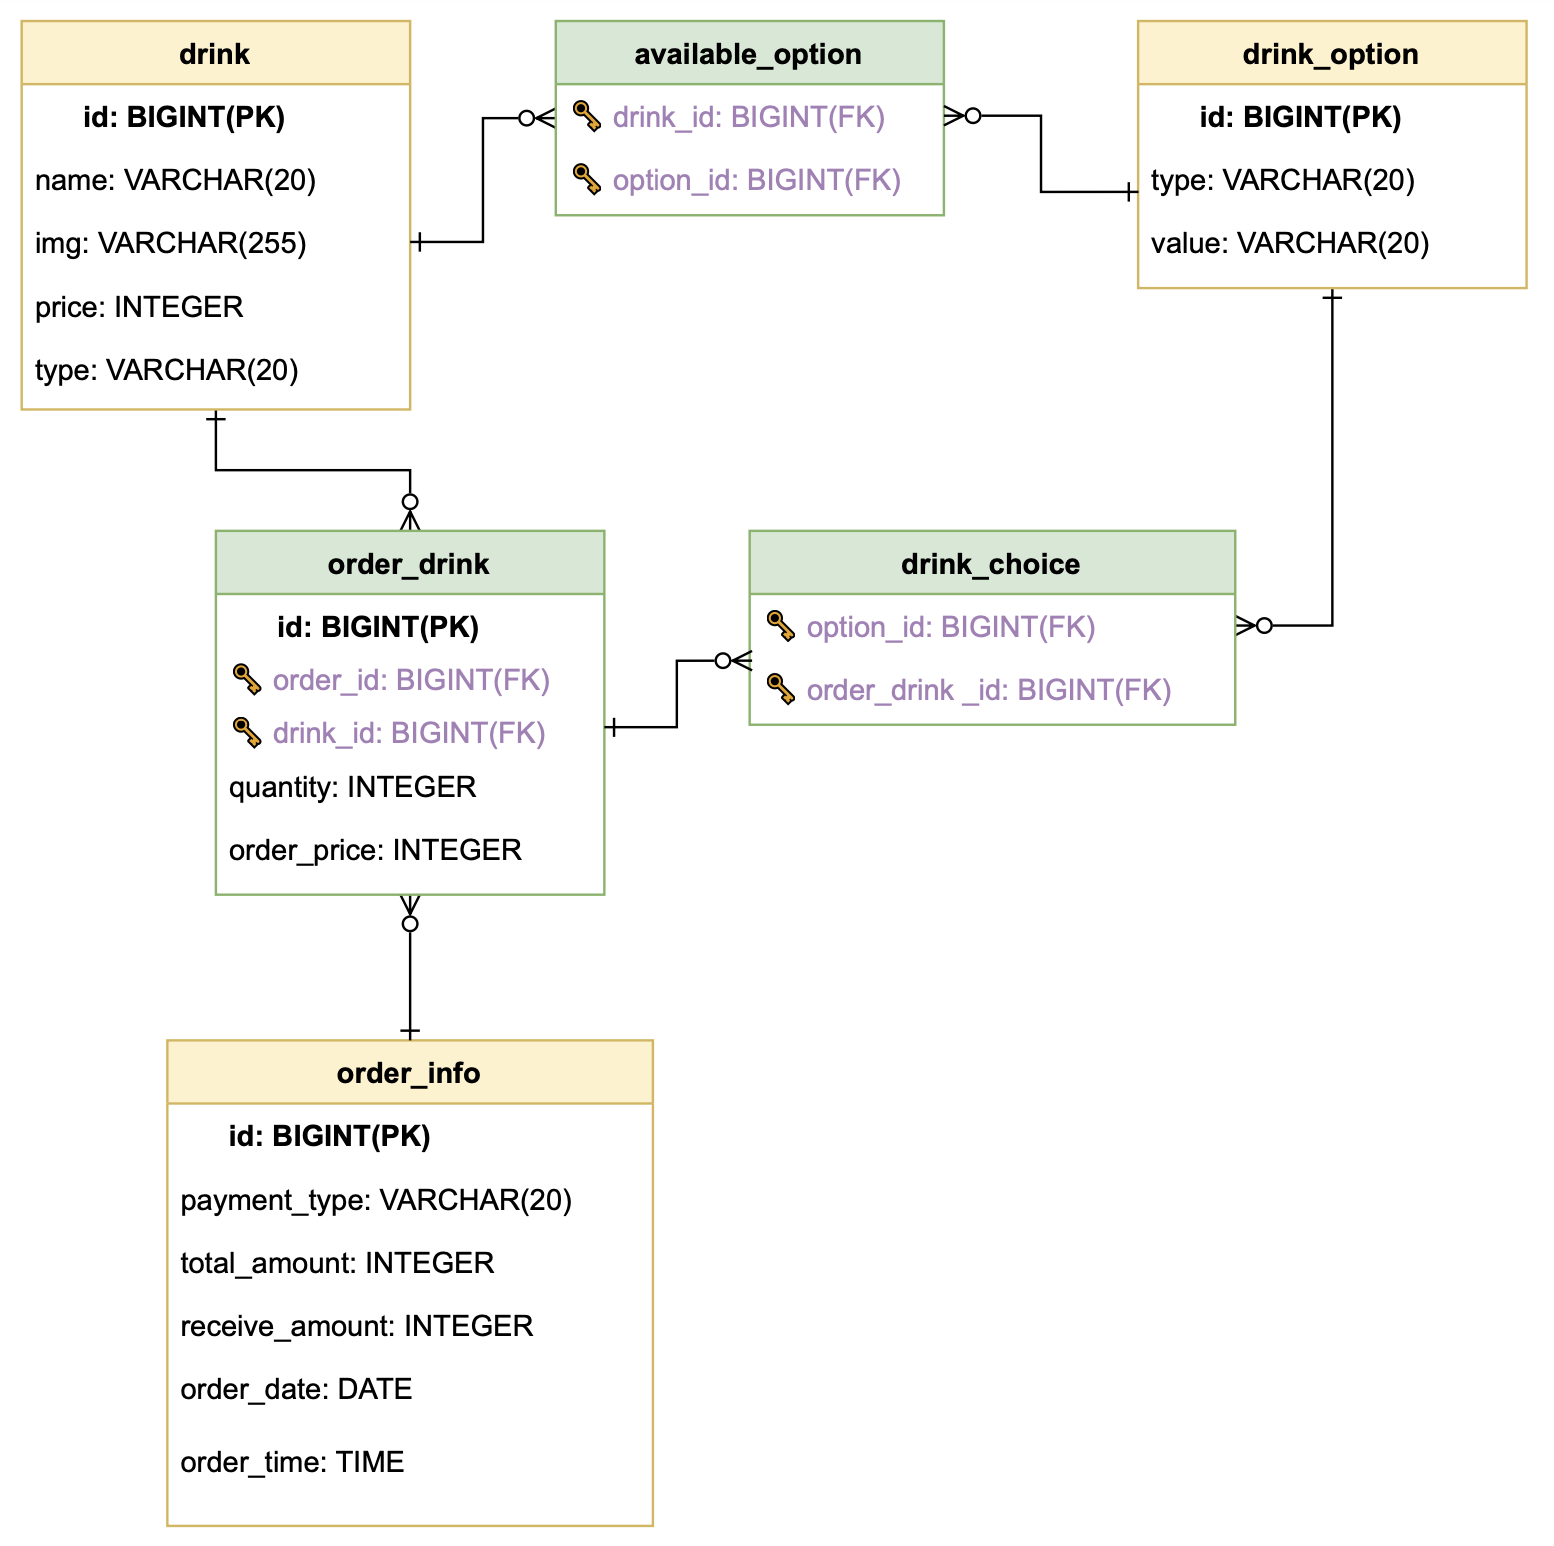 drink
id: BIGINT(PK)
name: VARCHAR(20)
img: VARCHAR(255)
price: INTEGER
type: VARCHAR(20)
available_option
drink_id: BIGINT(FK)
option_id: BIGINT(FK)
drink_option
id: BIGINT(PK)
type: VARCHAR(20)
value: VARCHAR(20)
order_drink
id: BIGINT(PK)
order_id: BIGINT(FK)
drink_id: BIGINT(FK)
quantity: INTEGER
order_price: INTEGER
drink_choice
option_id: BIGINT(FK)
order_drink _id: BIGINT(FK)
order_info
id: BIGINT(PK)
payment_type: VARCHAR(20)
total_amount: INTEGER
receive_amount: INTEGER
order_date: DATE
order_time: TIME